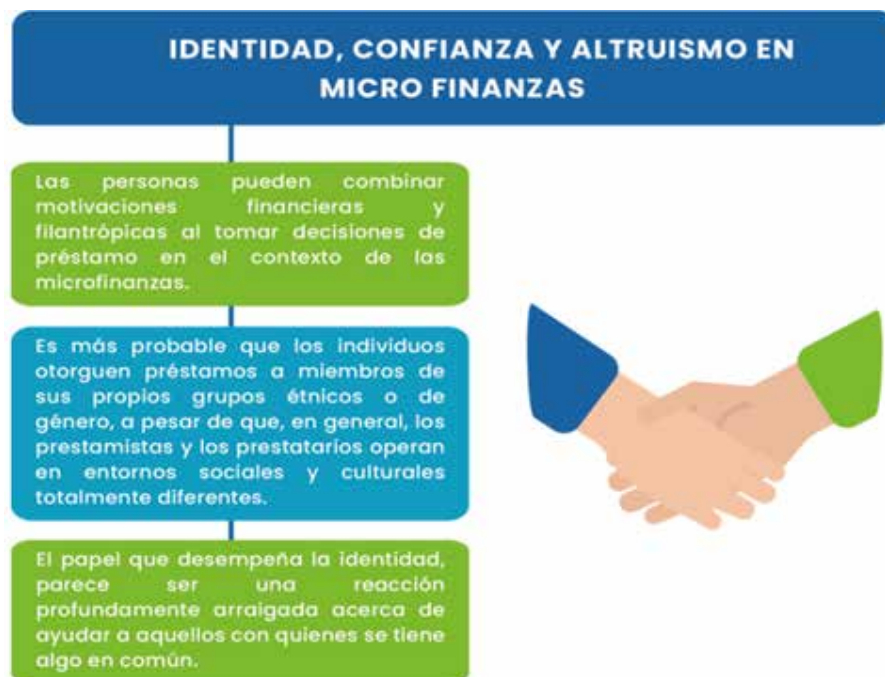 IDENTIDAD, CONFIANZA Y ALTRUISMO EN
MICRO FINANZAS
Las personas pueden combinar
motivaciones financieras y
filantrópicas al tomar decisiones de
préstamo en el contexto de las
microfinanzas.
Es más probable que los individuos
otorguen préstamos a miembros de
sus propios grupos étnicos o de
género, a pesar de que, en general, los
prestamistas y los prestatarios operan
en entornos sociales y culturales
totalmente diferentes.
El papel que desempeña la identidad,
parece ser una reacción
profundamente arraigada acerca de
ayudar a aquellos con quienes se tiene
algo en común.